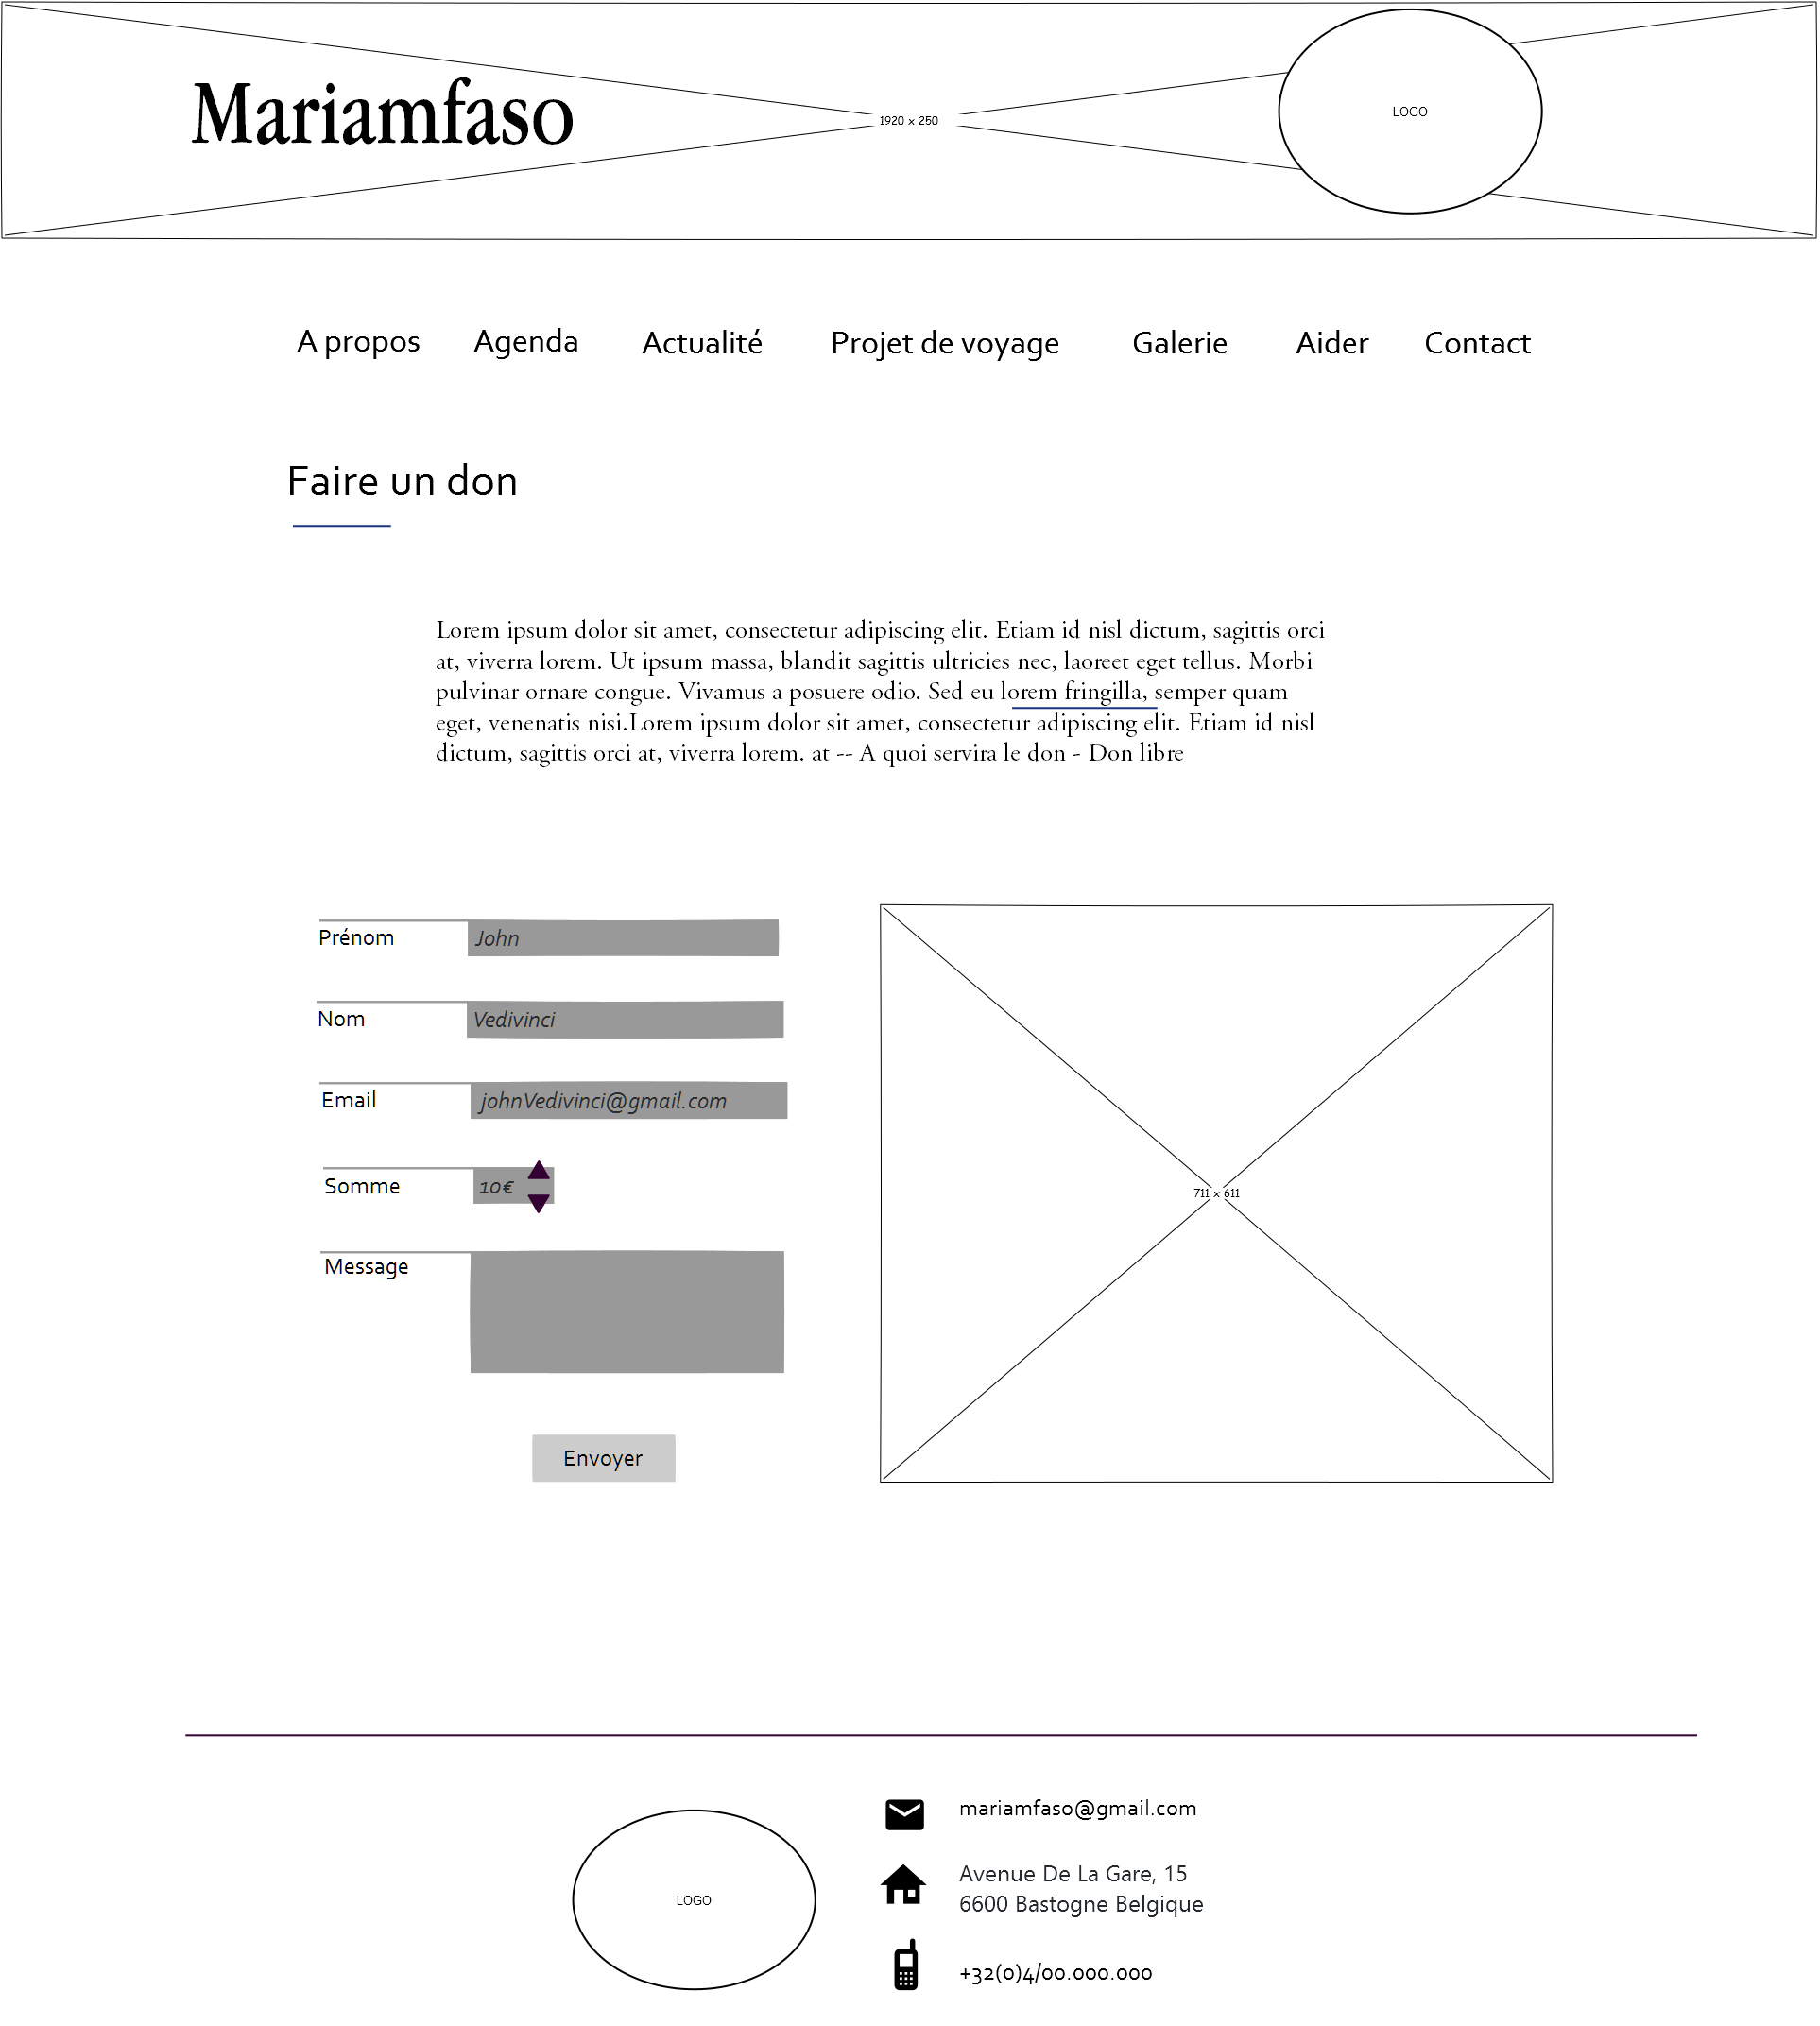 Mariamfaso
1920 x 250
LOGO
A propos Agenda Actualité Projet de voyage Galerie Aider Contact
Faire un don
Lorem ipsum dolor sit amet, consectetur adipiscing elit. Etiam id nisl dictum, sagittis orci
at, viverra lorem. Ut ipsum massa, blandit sagittis ultricies nec, laoreet eget tellus. Morbi
pulvinar ornare congue. Vivamus a posuere odio. Sed eu lorem fringilla, semper quam
eget, venenatis nisi.Lorem ipsum dolor sit amet, consectetur adipiscing elit. Etiam id nisl
dictum, sagittis orci at, viverra lorem. at -- A quoi servira le don - Don libre
Prénom John
Nom Vedivinci
Email johnVedivinci@gmail.com
Somme 10€
Message
Envoyer
711 x 611
LOGO
mariamfaso@gmail.com
Avenue De La Gare, 15
6600 Bastogne Belgique
+32(0)4/00.000.000